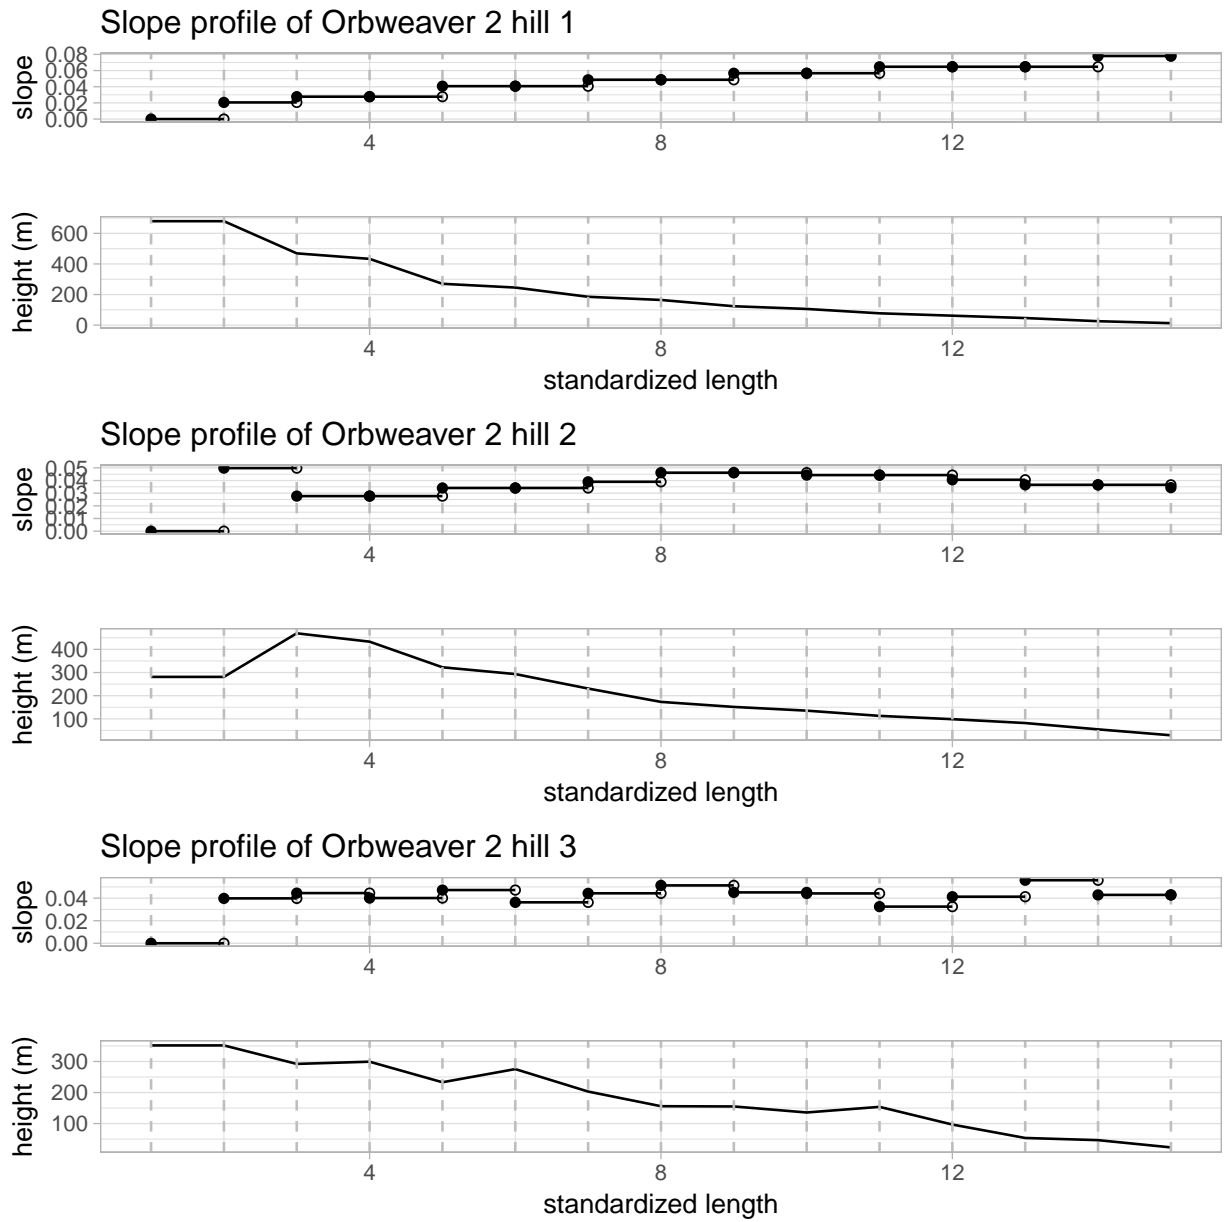 Slope profile of Orbweaver 2 hill 1
slope
0.08
0.06
0.04
0.02
0.00
4 8 12
height (m)
600
400
200
0
4 8 12
standardized length
Slope profile of Orbweaver 2 hill 2
slope
0.05
0.04
0.03
0.02
0.01
0.00
4 8 12
height (m)
400
300
200
100
4 8 12
standardized length
Slope profile of Orbweaver 2 hill 3
slope
0.04
0.02
0.00
4 8 12
height (m)
300
200
100
4 8 12
standardized length